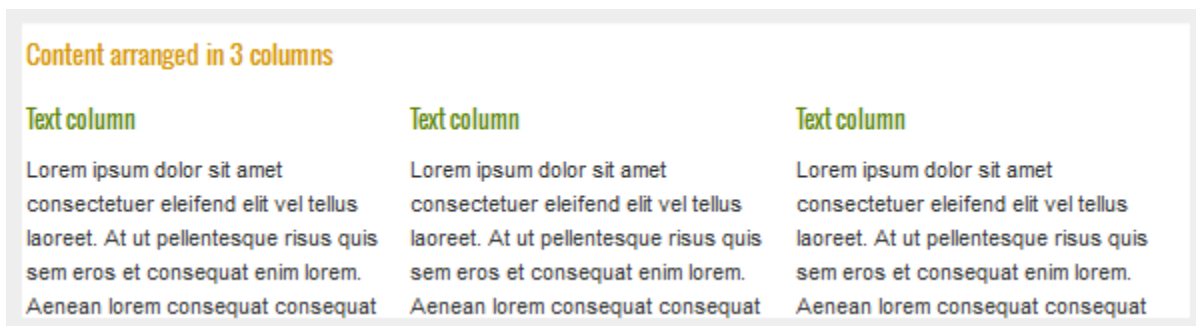 Content arranged in 3 columns
Text column
Lorem ipsum dolor sit amet
consectetuer eleifend elit vel tellus
laoreet. At ut pellentesque risus quis
sem eros et consequat enim lorem.
Aenean lorem consequat consequat
Text column
Lorem ipsum dolor sit amet
consectetuer eleifend elit vel tellus
laoreet. At ut pellentesque risus quis
sem eros et consequat enim lorem.
Aenean lorem consequat consequat
Text column
Lorem ipsum dolor sit amet
consectetuer eleifend elit vel tellus
laoreet. At ut pellentesque risus quis
sem eros et consequat enim lorem.
Aenean lorem consequat consequat